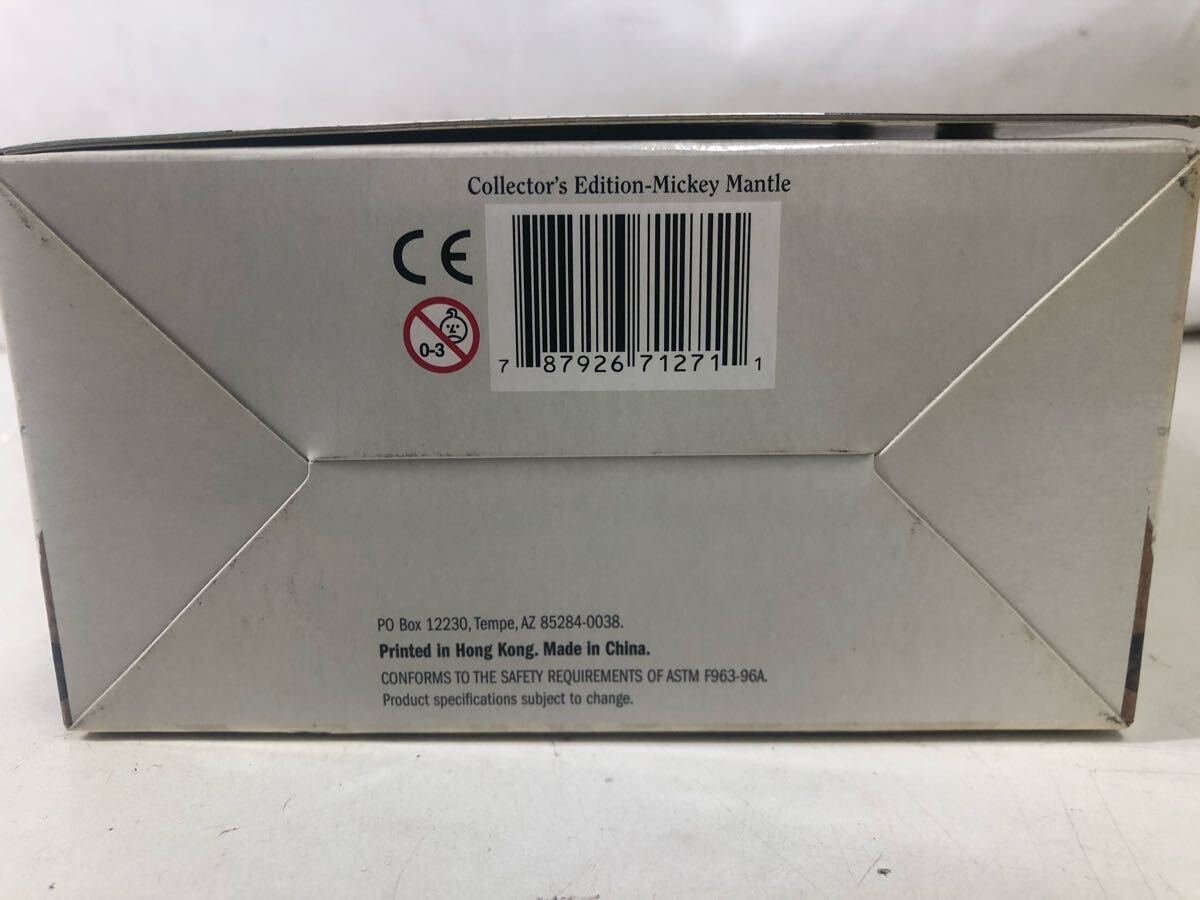 Collector's Edition-Mickey Mantle
CE
0-3
7 87926 71271 1
PO Box 12230, Tempe, AZ 85284-0038.
Printed in Hong Kong. Made in China.
CONFORMS TO THE SAFETY REQUIREMENTS OF ASTM F963-96A.
Product specifications subject to change.